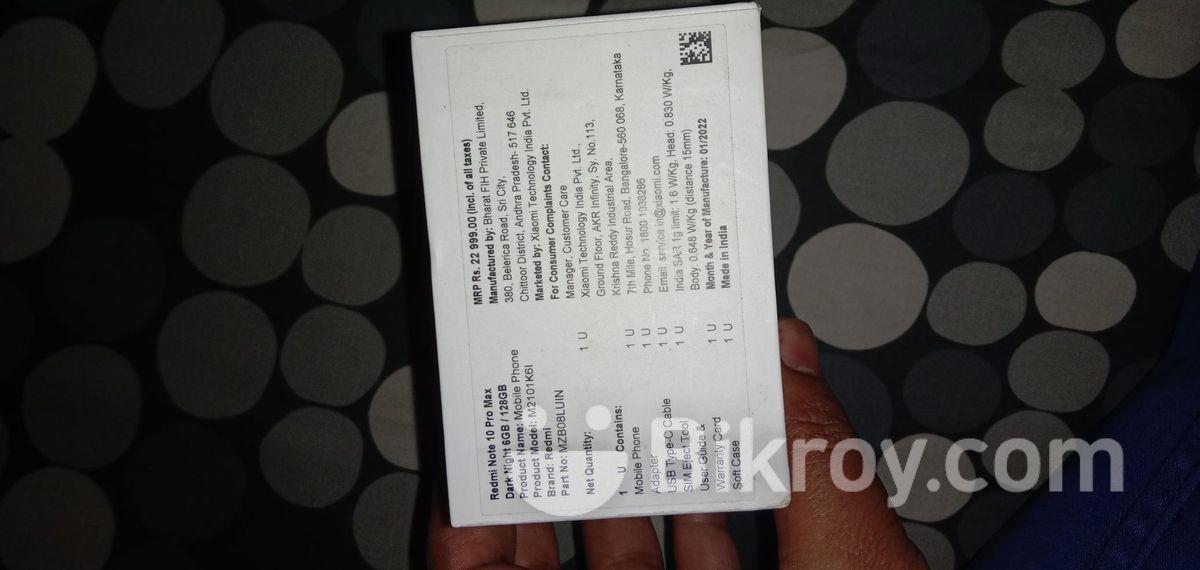 Redmi Note 10 Pro Max
Dark Night 6GB / 128GB
Product Name: Mobile Phone
Product Model: M2101K6I
Brand: Redmi
Part No: MZB08LUIN
Net Quantity: 1 U
1 U Contains:
Mobile Phone 1 U
Adapter 1 U
USB Type-C Cable 1 U
SIM Eject Tool 1 U
User Guide &
Warranty Card 1 U
Soft Case 1 U
MRP Rs. 22 999.00 (incl. of all taxes)
Manufactured by: Bharat FIH Private Limited,
380, Belerica Road, Sri City,
Chittoor District, Andhra Pradesh- 517 646
Marketed by: Xiaomi Technology India Pvt. Ltd.
For Consumer Complaints Contact:
Manager, Customer Care
Xiaomi Technology India Pvt. Ltd.,
Ground Floor, AKR Infinity, Sy. No.113,
Krishna Reddy Industrial Area,
7th Mile, Hosur Road, Bangalore-560 068, Karnataka
Phone No: 1800 1036286
Email: service.in@xiaomi.com
India SAR 1g limit: 1.6 W/Kg, Head: 0.830 W/Kg,
Body: 0.648 W/Kg (distance 15mm)
Month & Year of Manufacture: 01/2022
Made in India
bikroy.com